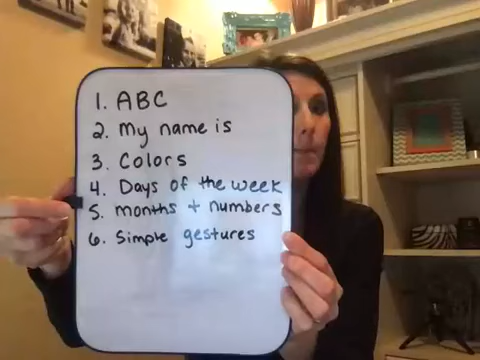 1. ABC
2. My name is
3. Colors
4. Days of the week
5. months + numbers
6. Simple gestures